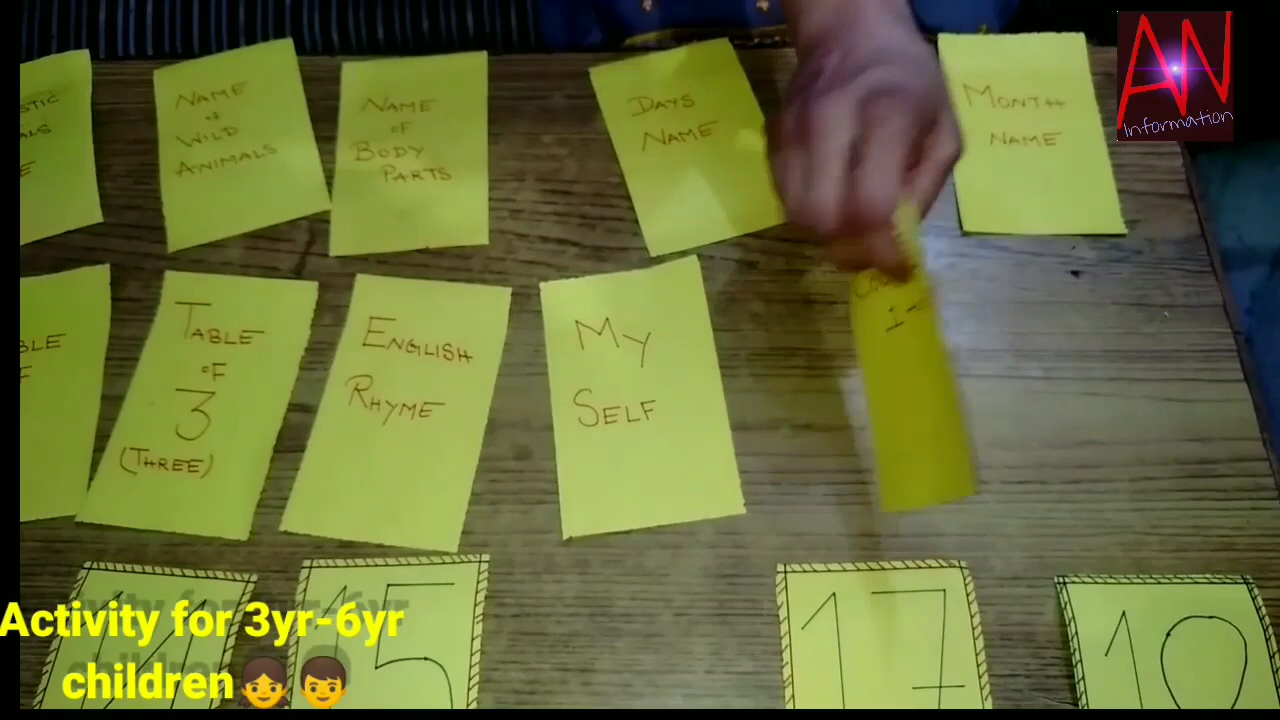 AN
Information
NAME
OF
WILD
ANIMALS
NAME
OF
BODY
PARTS
DAYS
NAME
MONTH
NAME
TABLE
OF
3
(THREE)
ENGLISH
RHYME
MY
SELF
15
17
10
Activity for 3yr-6yr
children